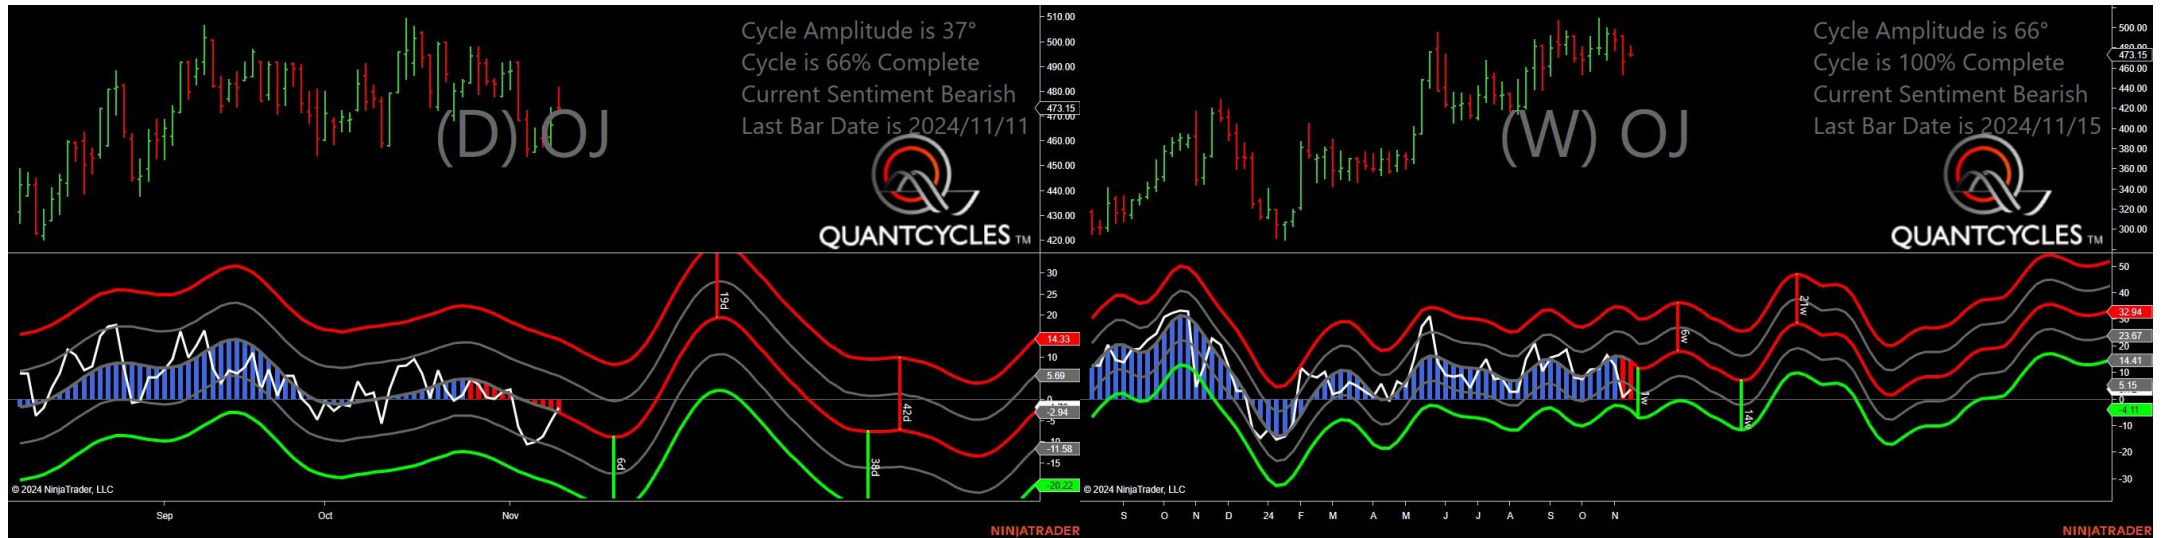 Cycle Amplitude is 37°
Cycle is 66% Complete
Current Sentiment Bearish
Last Bar Date is 2024/11/11
(D) OJ
QUANTCYCLES TM
510.00
500.00
490.00
480.00
473.15
470.00
460.00
450.00
440.00
430.00
420.00
30
25
20
14.33
10
5.69
0
-2.94
-5
-10
-11.58
-15
-20.22
19d
42d
6d
38d
© 2024 NinjaTrader, LLC
Sep
Oct
Nov
NINJATRADER
Cycle Amplitude is 66°
Cycle is 100% Complete
Current Sentiment Bearish
Last Bar Date is 2024/11/15
(W) OJ
QUANTCYCLES TM
500.00
480.00
473.15
460.00
440.00
420.00
400.00
380.00
360.00
340.00
320.00
300.00
50
40
32.94
30
23.67
20
14.41
10
5.15
0
-4.11
-10
-20
-30
6w
21w
1w
14w
© 2024 NinjaTrader, LLC
S
O
N
D
24
F
M
A
M
J
J
A
S
O
N
NINJATRADER